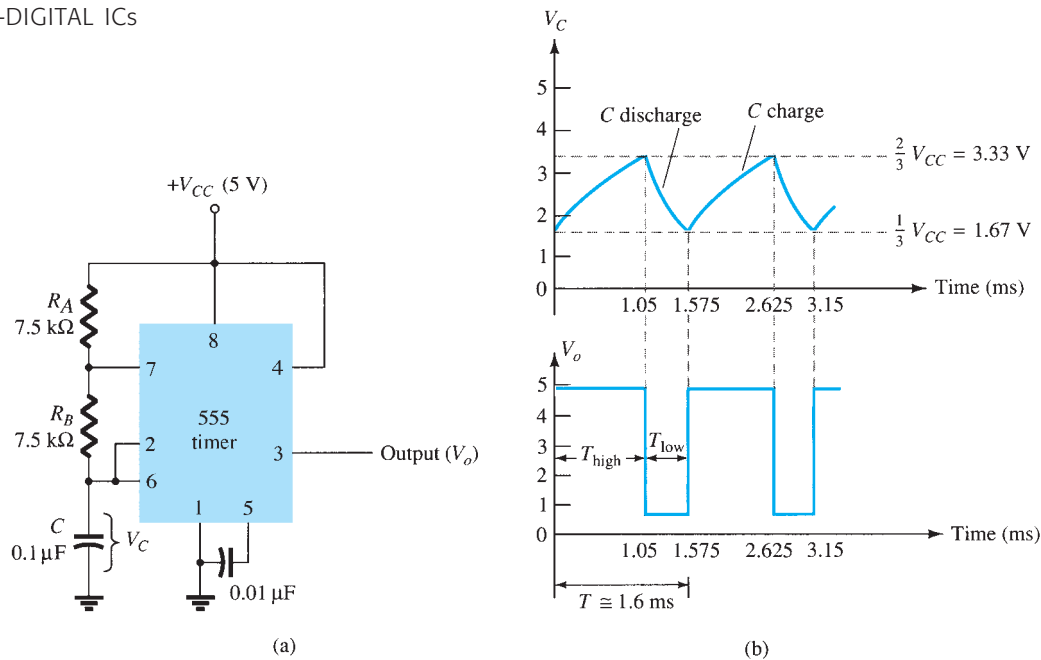 -DIGITAL ICs
+V_CC (5 V)
R_A
7.5 kΩ
8
7
4
R_B
7.5 kΩ
555
timer
2
3
Output (V_o)
6
1
5
C
0.1 μF
V_C
0.01 μF
(a)
V_C
5
4
3
2
1
0
C discharge
C charge
2/3 V_CC = 3.33 V
1/3 V_CC = 1.67 V
Time (ms)
1.05 1.575 2.625 3.15
V_o
5
4
3
2
1
0
T_high
T_low
Time (ms)
1.05 1.575 2.625 3.15
T ≅ 1.6 ms
(b)